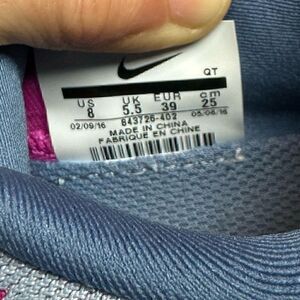 QT
US UK EUR cm
8 5.5 39 25
02/09/16 843726-402 05/06/16
MADE IN CHINA
FABRIQUE EN CHINE